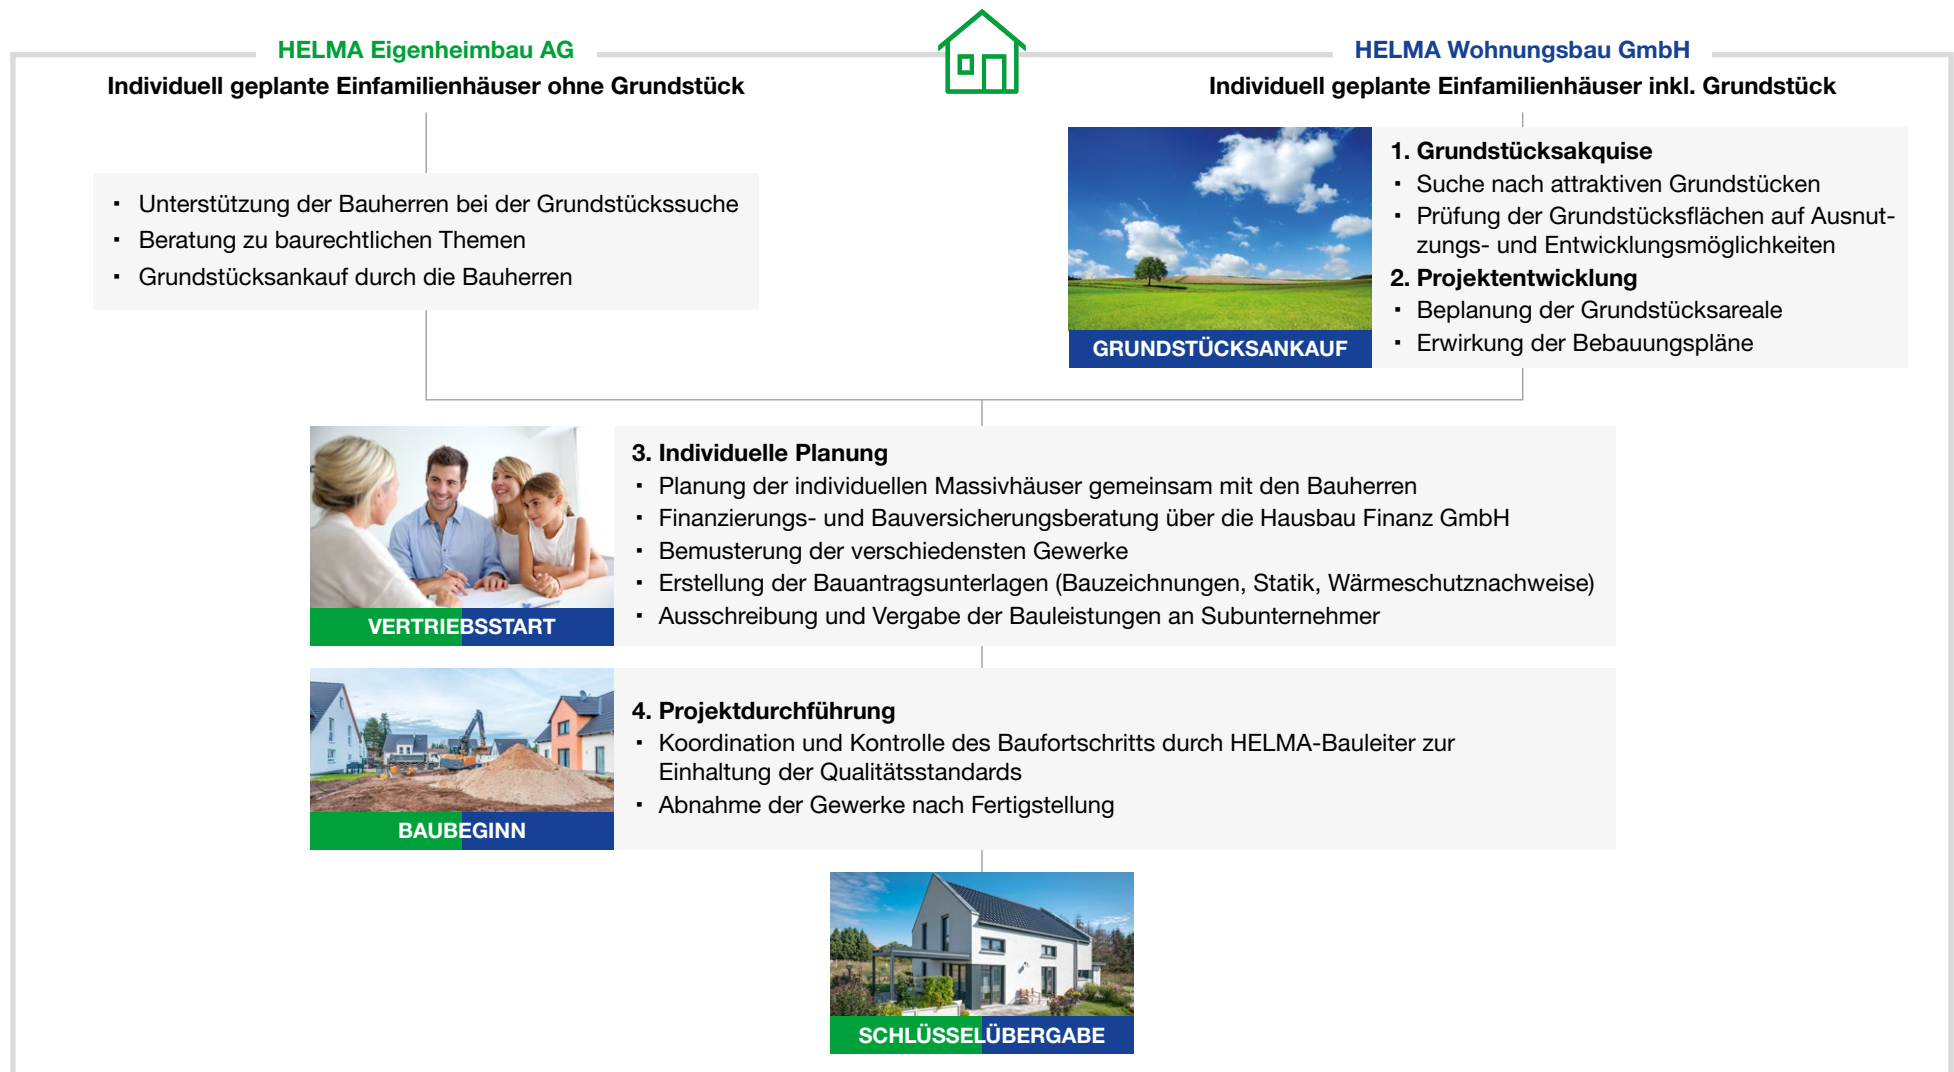 HELMA Eigenheimbau AG
Individuell geplante Einfamilienhäuser ohne Grundstück
▪ Unterstützung der Bauherren bei der Grundstückssuche
▪ Beratung zu baurechtlichen Themen
▪ Grundstücksankauf durch die Bauherren
HELMA Wohnungsbau GmbH
Individuell geplante Einfamilienhäuser inkl. Grundstück
GRUNDSTÜCKSANKAUF
1. Grundstücksakquise
▪ Suche nach attraktiven Grundstücken
▪ Prüfung der Grundstücksflächen auf Ausnut-
zungs- und Entwicklungsmöglichkeiten
2. Projektentwicklung
▪ Beplanung der Grundstücksareale
▪ Erwirkung der Bebauungspläne
VERTRIEBSSTART
3. Individuelle Planung
▪ Planung der individuellen Massivhäuser gemeinsam mit den Bauherren
▪ Finanzierungs- und Bauversicherungsberatung über die Hausbau Finanz GmbH
▪ Bemusterung der verschiedensten Gewerke
▪ Erstellung der Bauantragsunterlagen (Bauzeichnungen, Statik, Wärmeschutznachweise)
▪ Ausschreibung und Vergabe der Bauleistungen an Subunternehmer
BAUBEGINN
4. Projektdurchführung
▪ Koordination und Kontrolle des Baufortschritts durch HELMA-Bauleiter zur
Einhaltung der Qualitätsstandards
▪ Abnahme der Gewerke nach Fertigstellung
SCHLÜSSELÜBERGABE